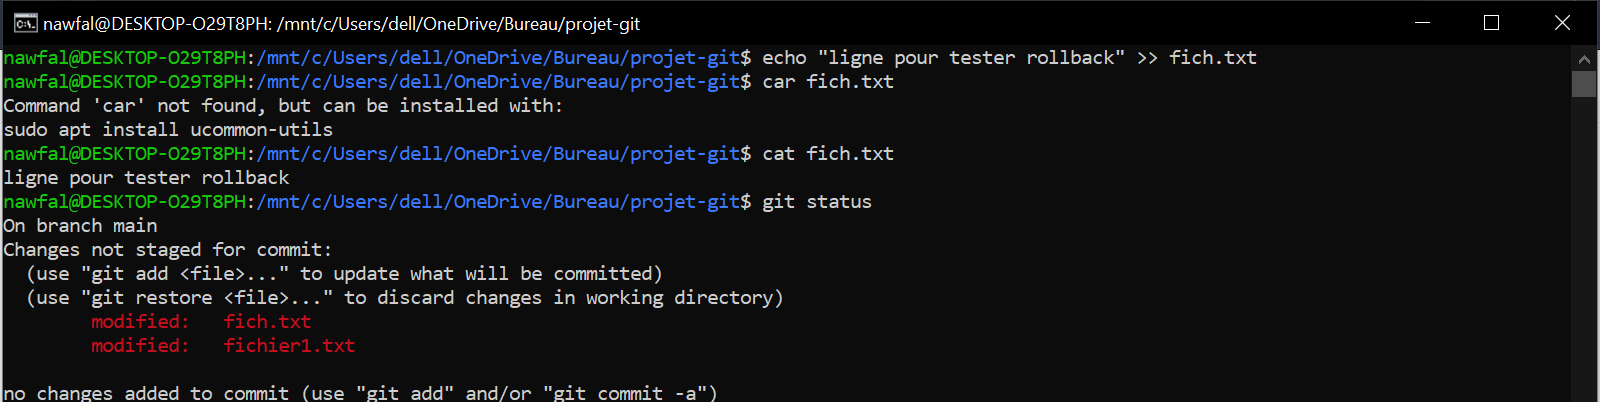 nawfal@DESKTOP-O29T8PH: /mnt/c/Users/dell/OneDrive/Bureau/projet-git
nawfal@DESKTOP-O29T8PH:/mnt/c/Users/dell/OneDrive/Bureau/projet-git$ echo "ligne pour tester rollback" >> fich.txt
nawfal@DESKTOP-O29T8PH:/mnt/c/Users/dell/OneDrive/Bureau/projet-git$ car fich.txt
Command 'car' not found, but can be installed with:
sudo apt install ucommon-utils
nawfal@DESKTOP-O29T8PH:/mnt/c/Users/dell/OneDrive/Bureau/projet-git$ cat fich.txt
ligne pour tester rollback
nawfal@DESKTOP-O29T8PH:/mnt/c/Users/dell/OneDrive/Bureau/projet-git$ git status
On branch main
Changes not staged for commit:
  (use "git add <file>..." to update what will be committed)
  (use "git restore <file>..." to discard changes in working directory)
        modified:   fich.txt
        modified:   fichier1.txt
no changes added to commit (use "git add" and/or "git commit -a")